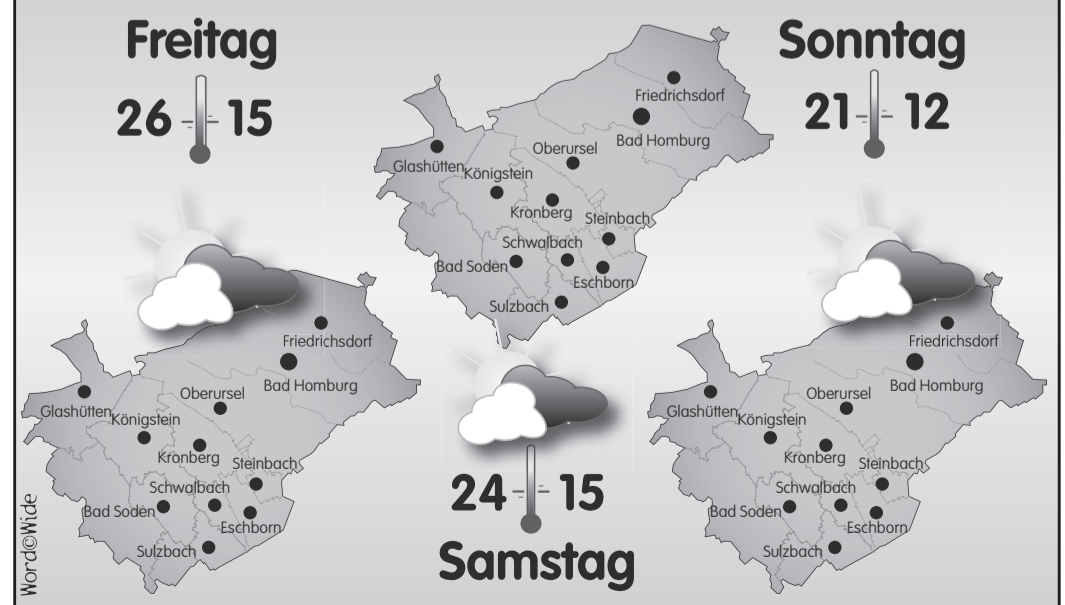 Freitag
26 15
Friedrichsdorf
Bad Homburg
Oberursel
Glashütten
Königstein
Kronberg
Steinbach
Schwalbach
Bad Soden
Eschborn
Sulzbach
Friedrichsdorf
Bad Homburg
Oberursel
Glashütten
Königstein
Kronberg
Steinbach
Schwalbach
Bad Soden
Eschborn
Sulzbach
24 15
Samstag
Sonntag
21 12
Friedrichsdorf
Bad Homburg
Oberursel
Glashütten
Königstein
Kronberg
Steinbach
Schwalbach
Bad Soden
Eschborn
Sulzbach
Word©Wide